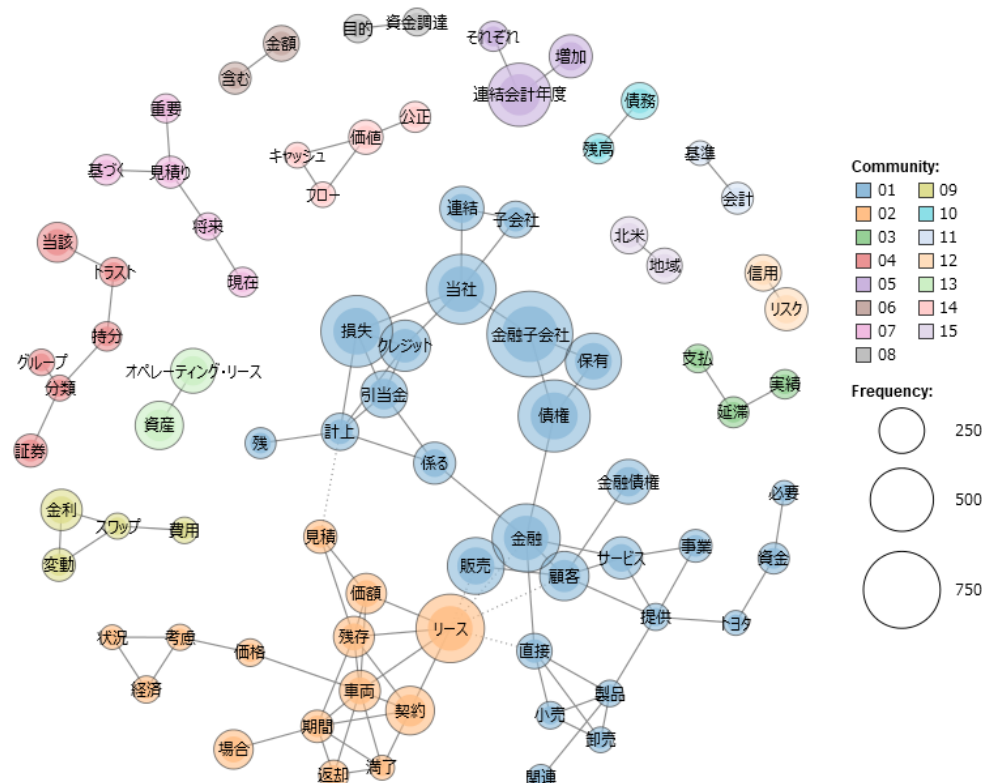 目的
資金調達
それぞれ
増加
連結会計年度
金額
含む
重要
基づく
見積り
将来
現在
公正
価値
キャッシュ
フロー
債務
残高
基準
会計
北米
地域
信用
リスク
支払
延滞
実績
当該
トラスト
持分
グループ
分類
証券
オペレーティング・リース
資産
金利
スワップ
費用
変動
連結
子会社
当社
損失
クレジット
金融子会社
保有
引当金
債権
計上
残
係る
金融債権
必要
見積
金融
販売
顧客
サービス
事業
資金
価額
リース
提供
トヨタ
状況
考慮
価格
経済
残存
直接
車両
契約
製品
小売
卸売
期間
場合
返却
満了
関連
Community:
01 09
02 10
03 11
04 12
05 13
06 14
07 15
08
Frequency:
250
500
750